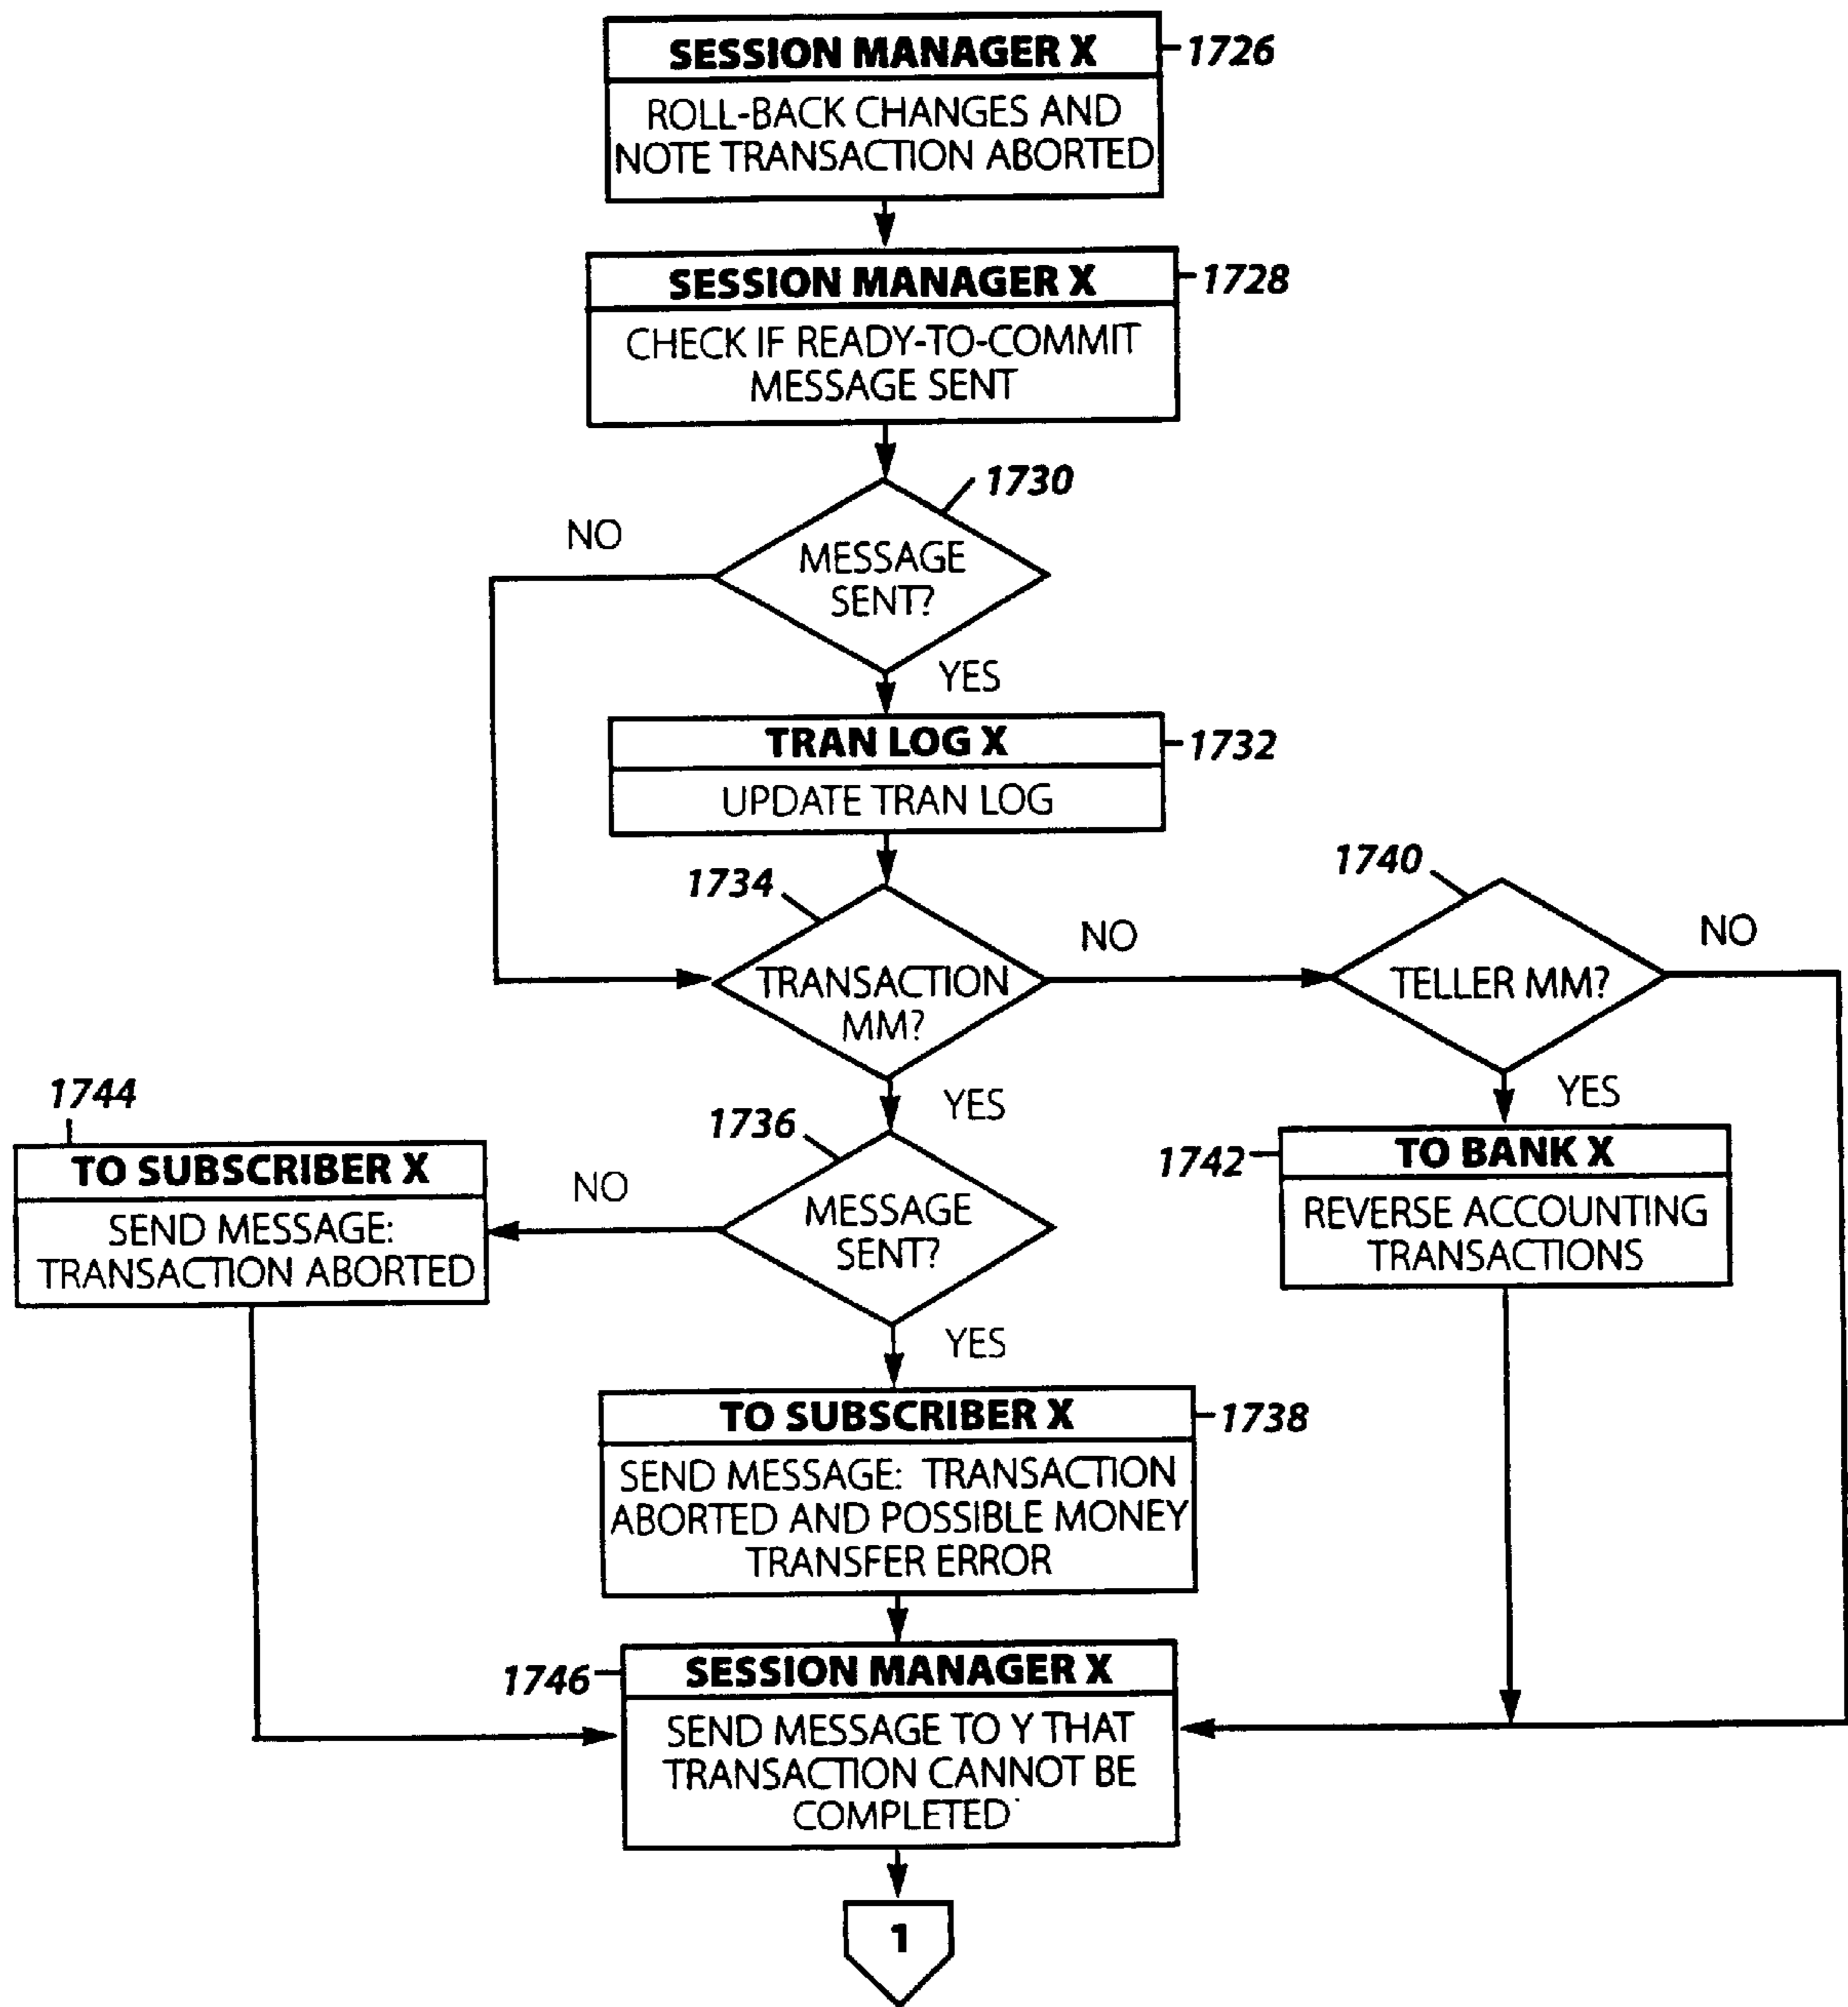 SESSION MANAGER X
1726
ROLL-BACK CHANGES AND
NOTE TRANSACTION ABORTED
SESSION MANAGER X
1728
CHECK IF READY-TO-COMMIT
MESSAGE SENT
1730
NO
MESSAGE
SENT?
YES
TRAN LOG X
1732
UPDATE TRAN LOG
1734
1740
NO
NO
TRANSACTION
MM?
TELLER MM?
1744
YES
YES
1736
TO SUBSCRIBER X
1742
TO BANK X
NO
SEND MESSAGE:
TRANSACTION ABORTED
MESSAGE
SENT?
REVERSE ACCOUNTING
TRANSACTIONS
YES
TO SUBSCRIBER X
1738
SEND MESSAGE: TRANSACTION
ABORTED AND POSSIBLE MONEY
TRANSFER ERROR
1746
SESSION MANAGER X
SEND MESSAGE TO Y THAT
TRANSACTION CANNOT BE
COMPLETED
1